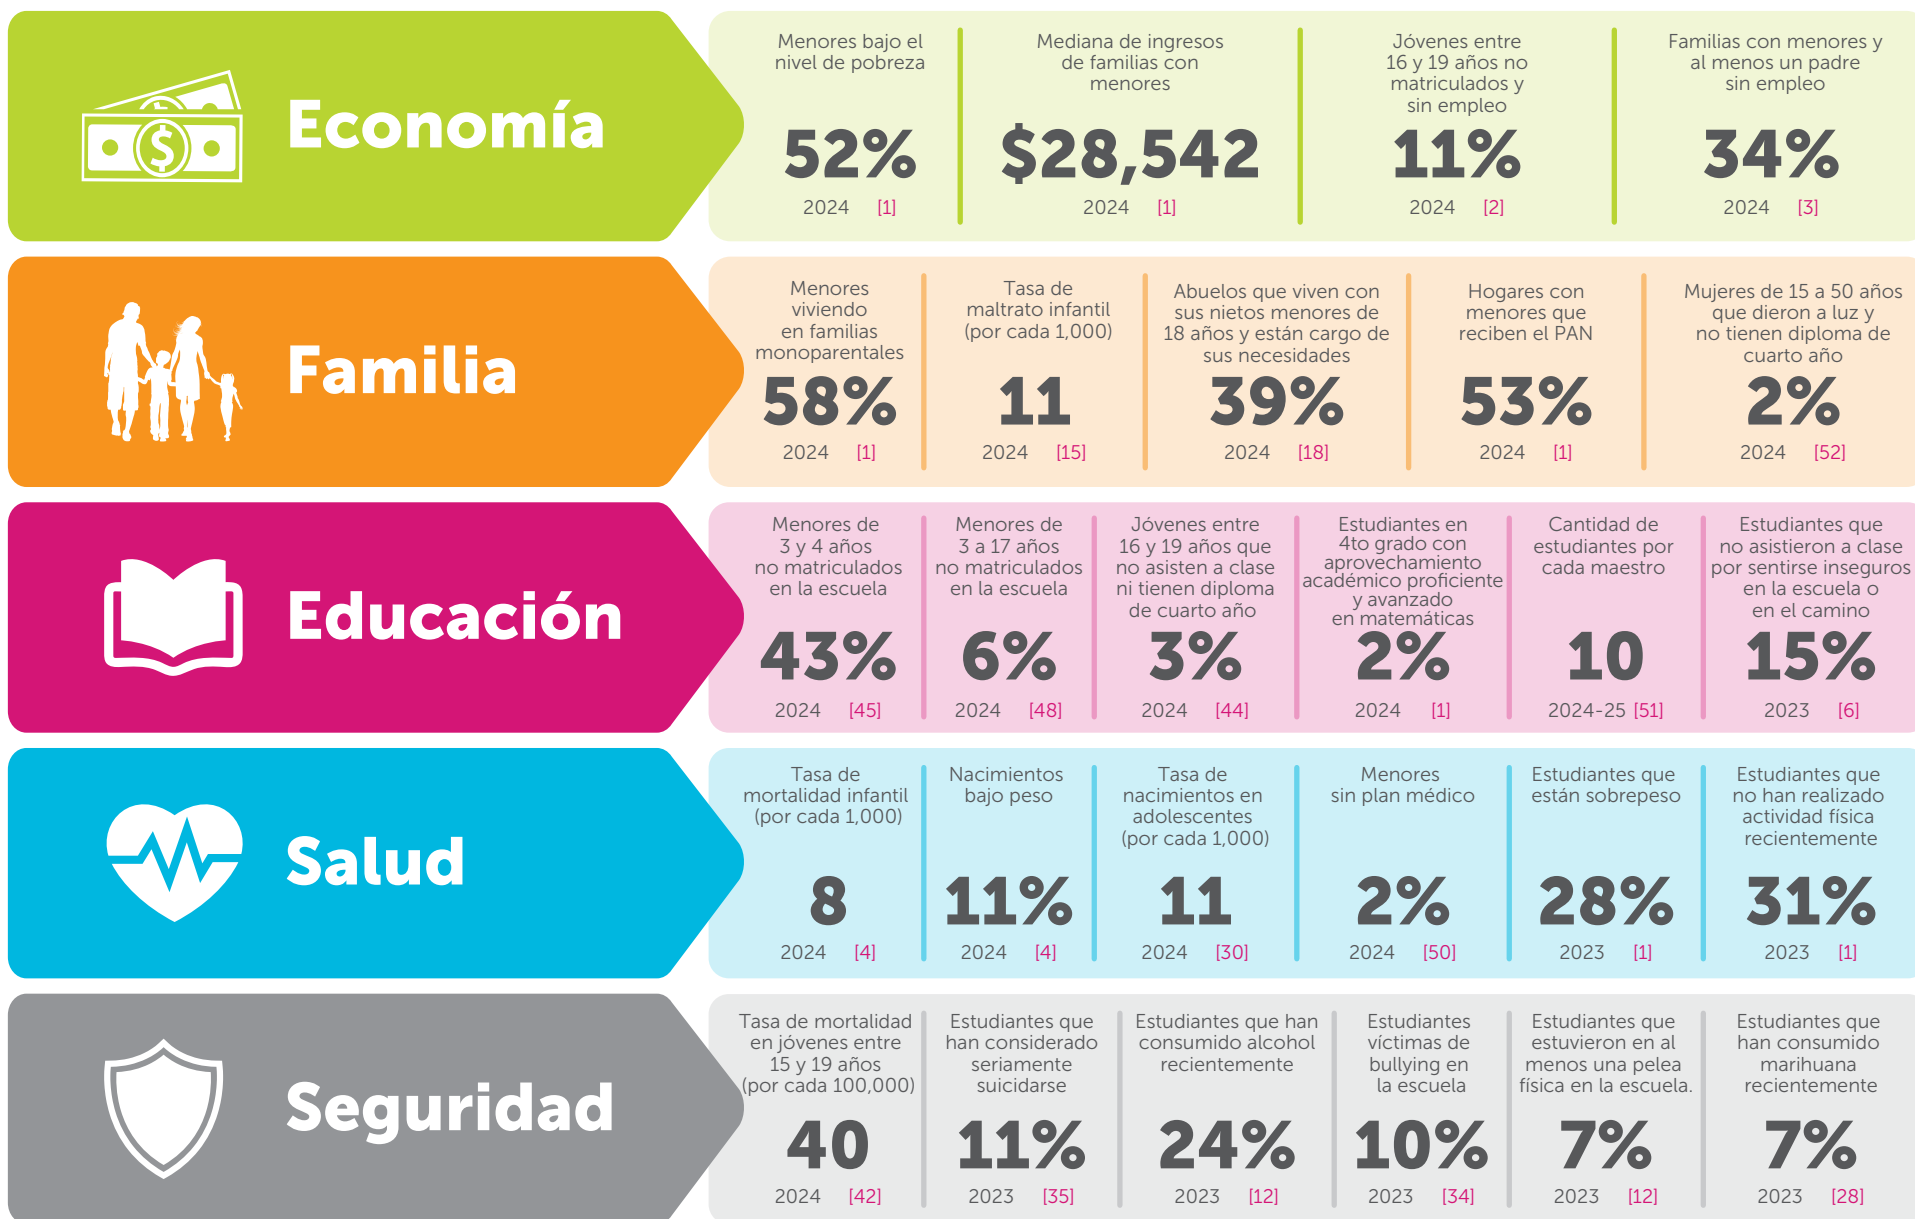 Economía
Menores bajo el
nivel de pobreza
52%
2024 [1]
Mediana de ingresos
de familias con
menores
$28,542
2024 [1]
Jóvenes entre
16 y 19 años no
matriculados y
sin empleo
11%
2024 [2]
Familias con menores y
al menos un padre
sin empleo
34%
2024 [3]
Familia
Menores
viviendo
en familias
monoparentales
58%
2024 [1]
Tasa de
maltrato infantil
(por cada 1,000)
11
2024 [15]
Abuelos que viven con
sus nietos menores de
18 años y están cargo de
sus necesidades
39%
2024 [18]
Hogares con
menores que
reciben el PAN
53%
2024 [1]
Mujeres de 15 a 50 años
que dieron a luz y
no tienen diploma de
cuarto año
2%
2024 [52]
Educación
Menores de
3 y 4 años
no matriculados
en la escuela
43%
2024 [45]
Menores de
3 a 17 años
no matriculados
en la escuela
6%
2024 [48]
Jóvenes entre
16 y 19 años que
no asisten a clase
ni tienen diploma
de cuarto año
3%
2024 [44]
Estudiantes en
4to grado con
aprovechamiento
académico proficiente
y avanzado
en matemáticas
2%
2024 [1]
Cantidad de
estudiantes por
cada maestro
10
2024-25 [51]
Estudiantes que
no asistieron a clase
por sentirse inseguros
en la escuela o
en el camino
15%
2023 [6]
Salud
Tasa de
mortalidad infantil
(por cada 1,000)
8
2024 [4]
Nacimientos
bajo peso
11%
2024 [4]
Tasa de
nacimientos en
adolescentes
(por cada 1,000)
11
2024 [30]
Menores
sin plan médico
2%
2024 [50]
Estudiantes que
están sobrepeso
28%
2023 [1]
Estudiantes que
no han realizado
actividad física
recientemente
31%
2023 [1]
Seguridad
Tasa de mortalidad
en jóvenes entre
15 y 19 años
(por cada 100,000)
40
2024 [42]
Estudiantes que
han considerado
seriamente
suicidarse
11%
2023 [35]
Estudiantes que han
consumido alcohol
recientemente
24%
2023 [12]
Estudiantes
víctimas de
bullying en
la escuela
10%
2023 [34]
Estudiantes que
estuvieron en al
menos una pelea
física en la escuela.
7%
2023 [12]
Estudiantes que
han consumido
marihuana
recientemente
7%
2023 [28]